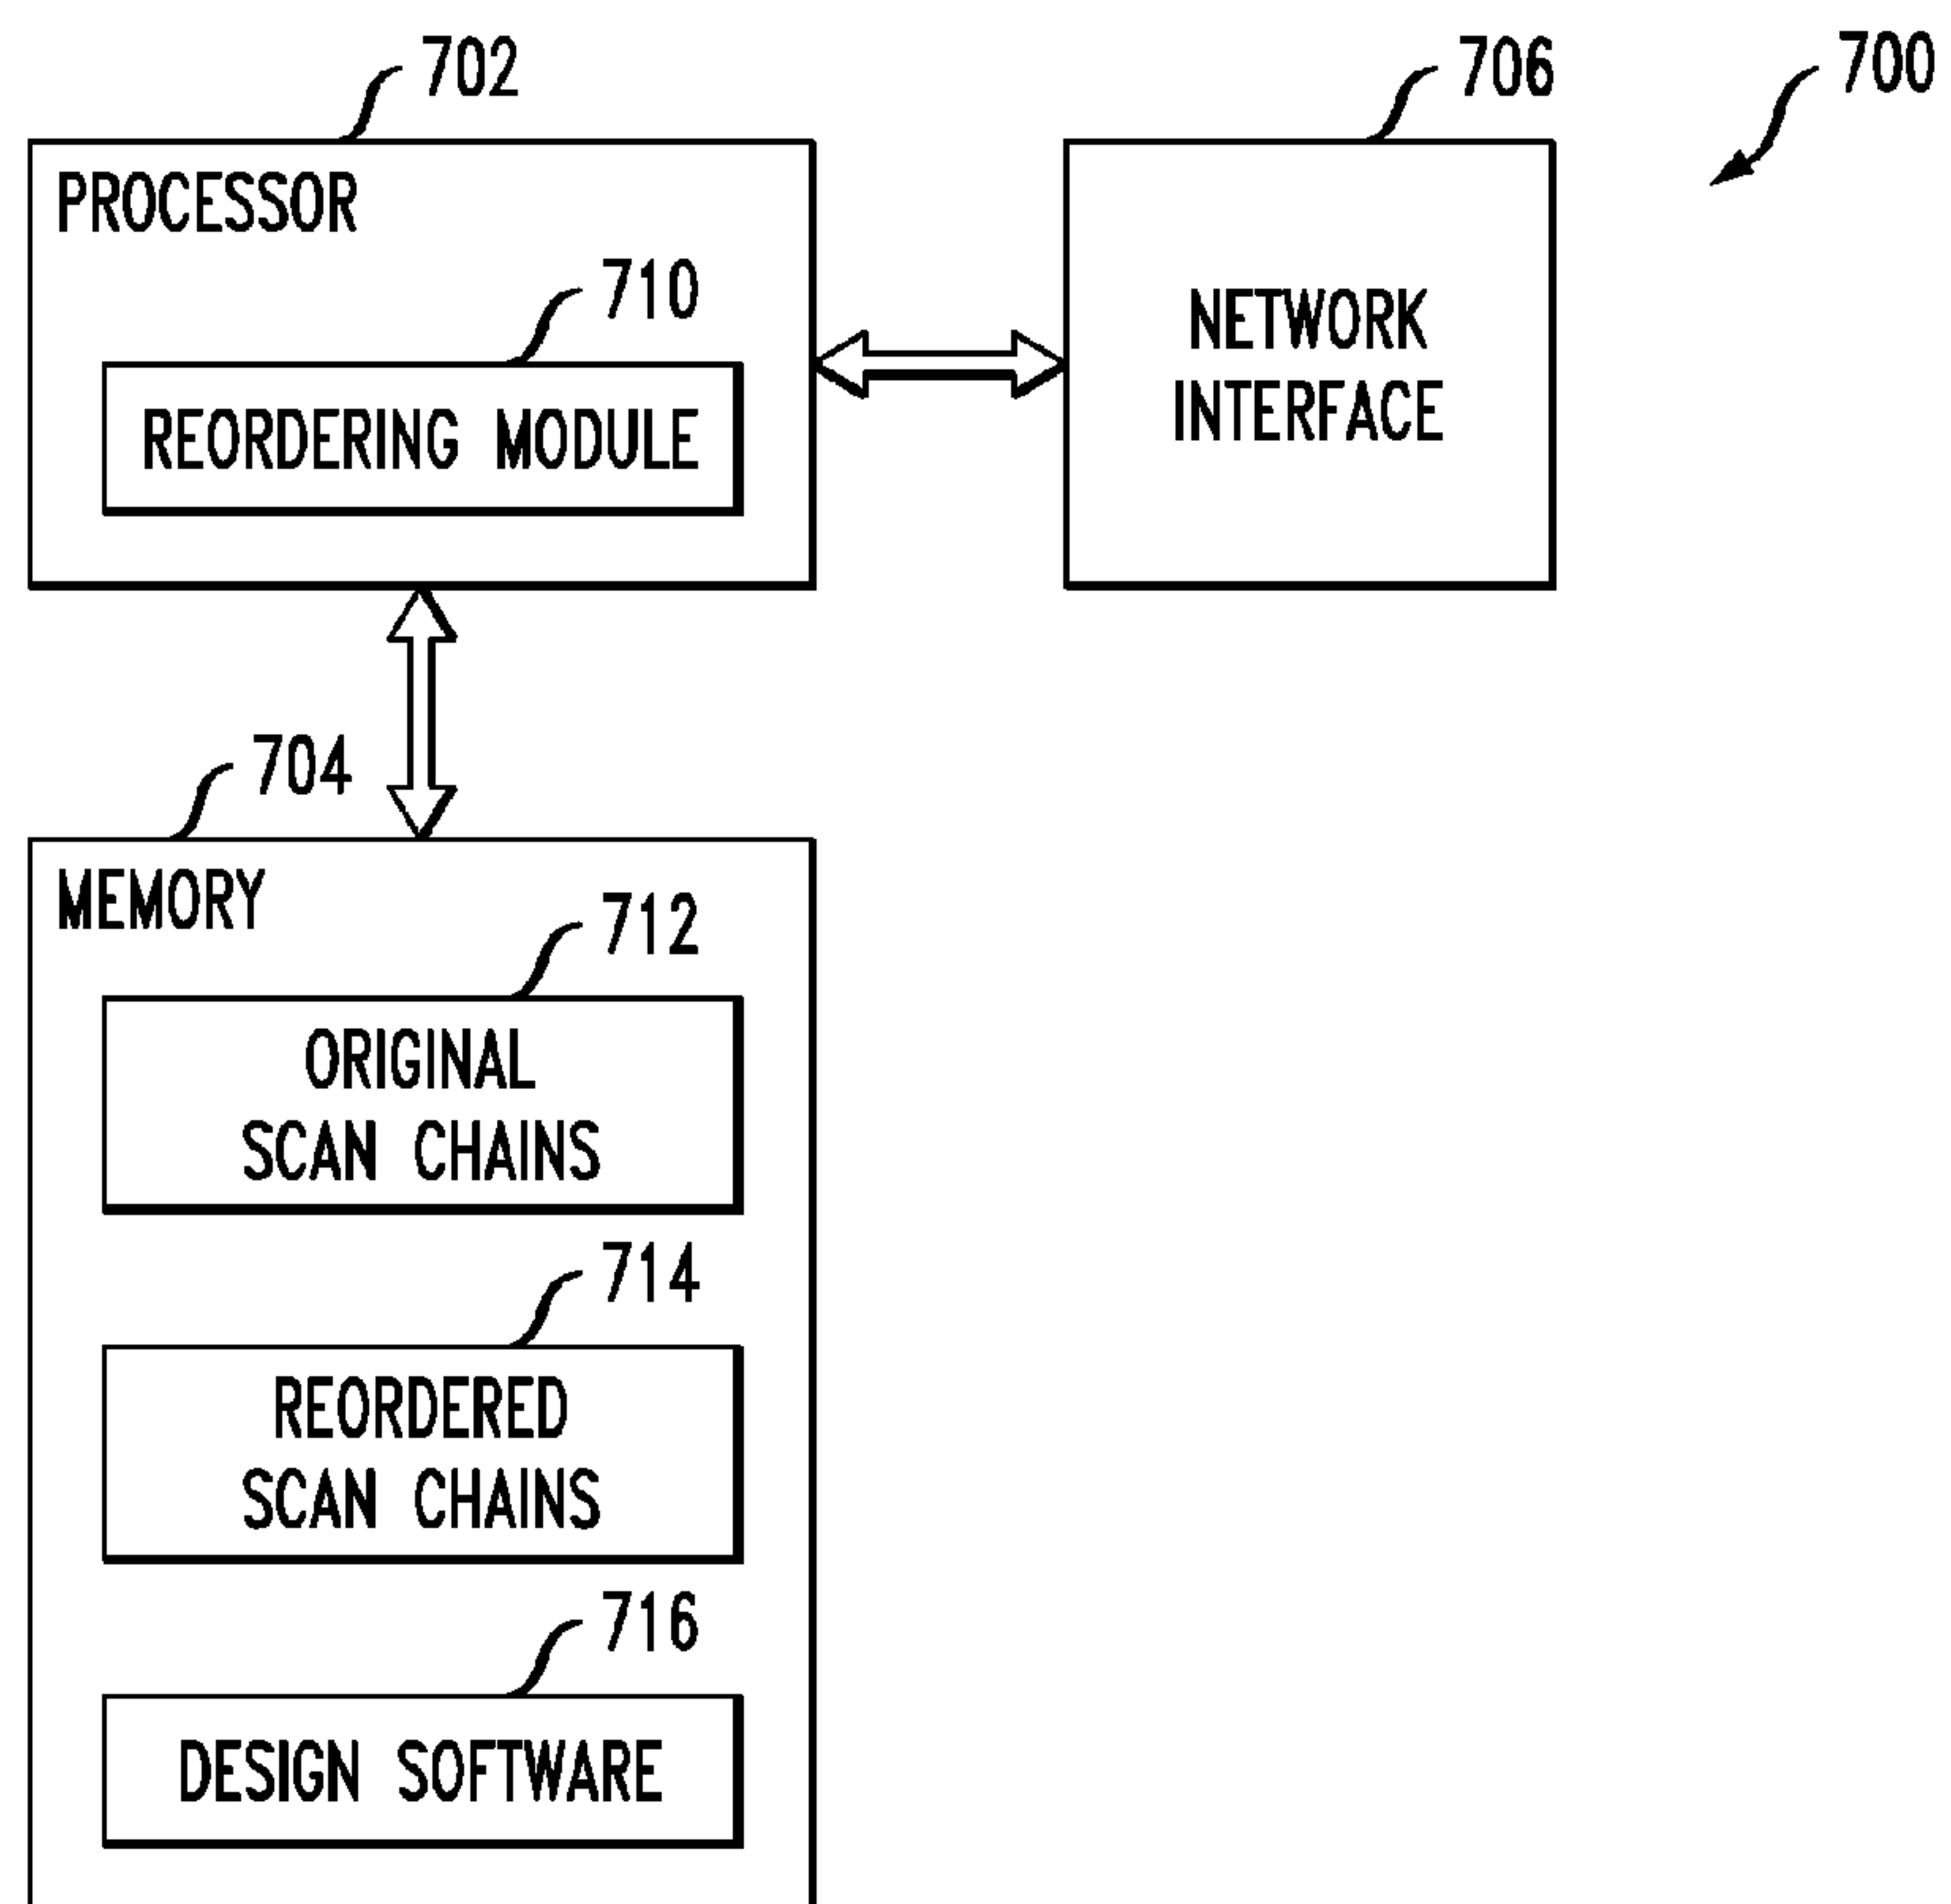 702
706
700
PROCESSOR
710
REORDERING MODULE
NETWORK
INTERFACE
704
MEMORY
712
ORIGINAL
SCAN CHAINS
714
REORDERED
SCAN CHAINS
716
DESIGN SOFTWARE